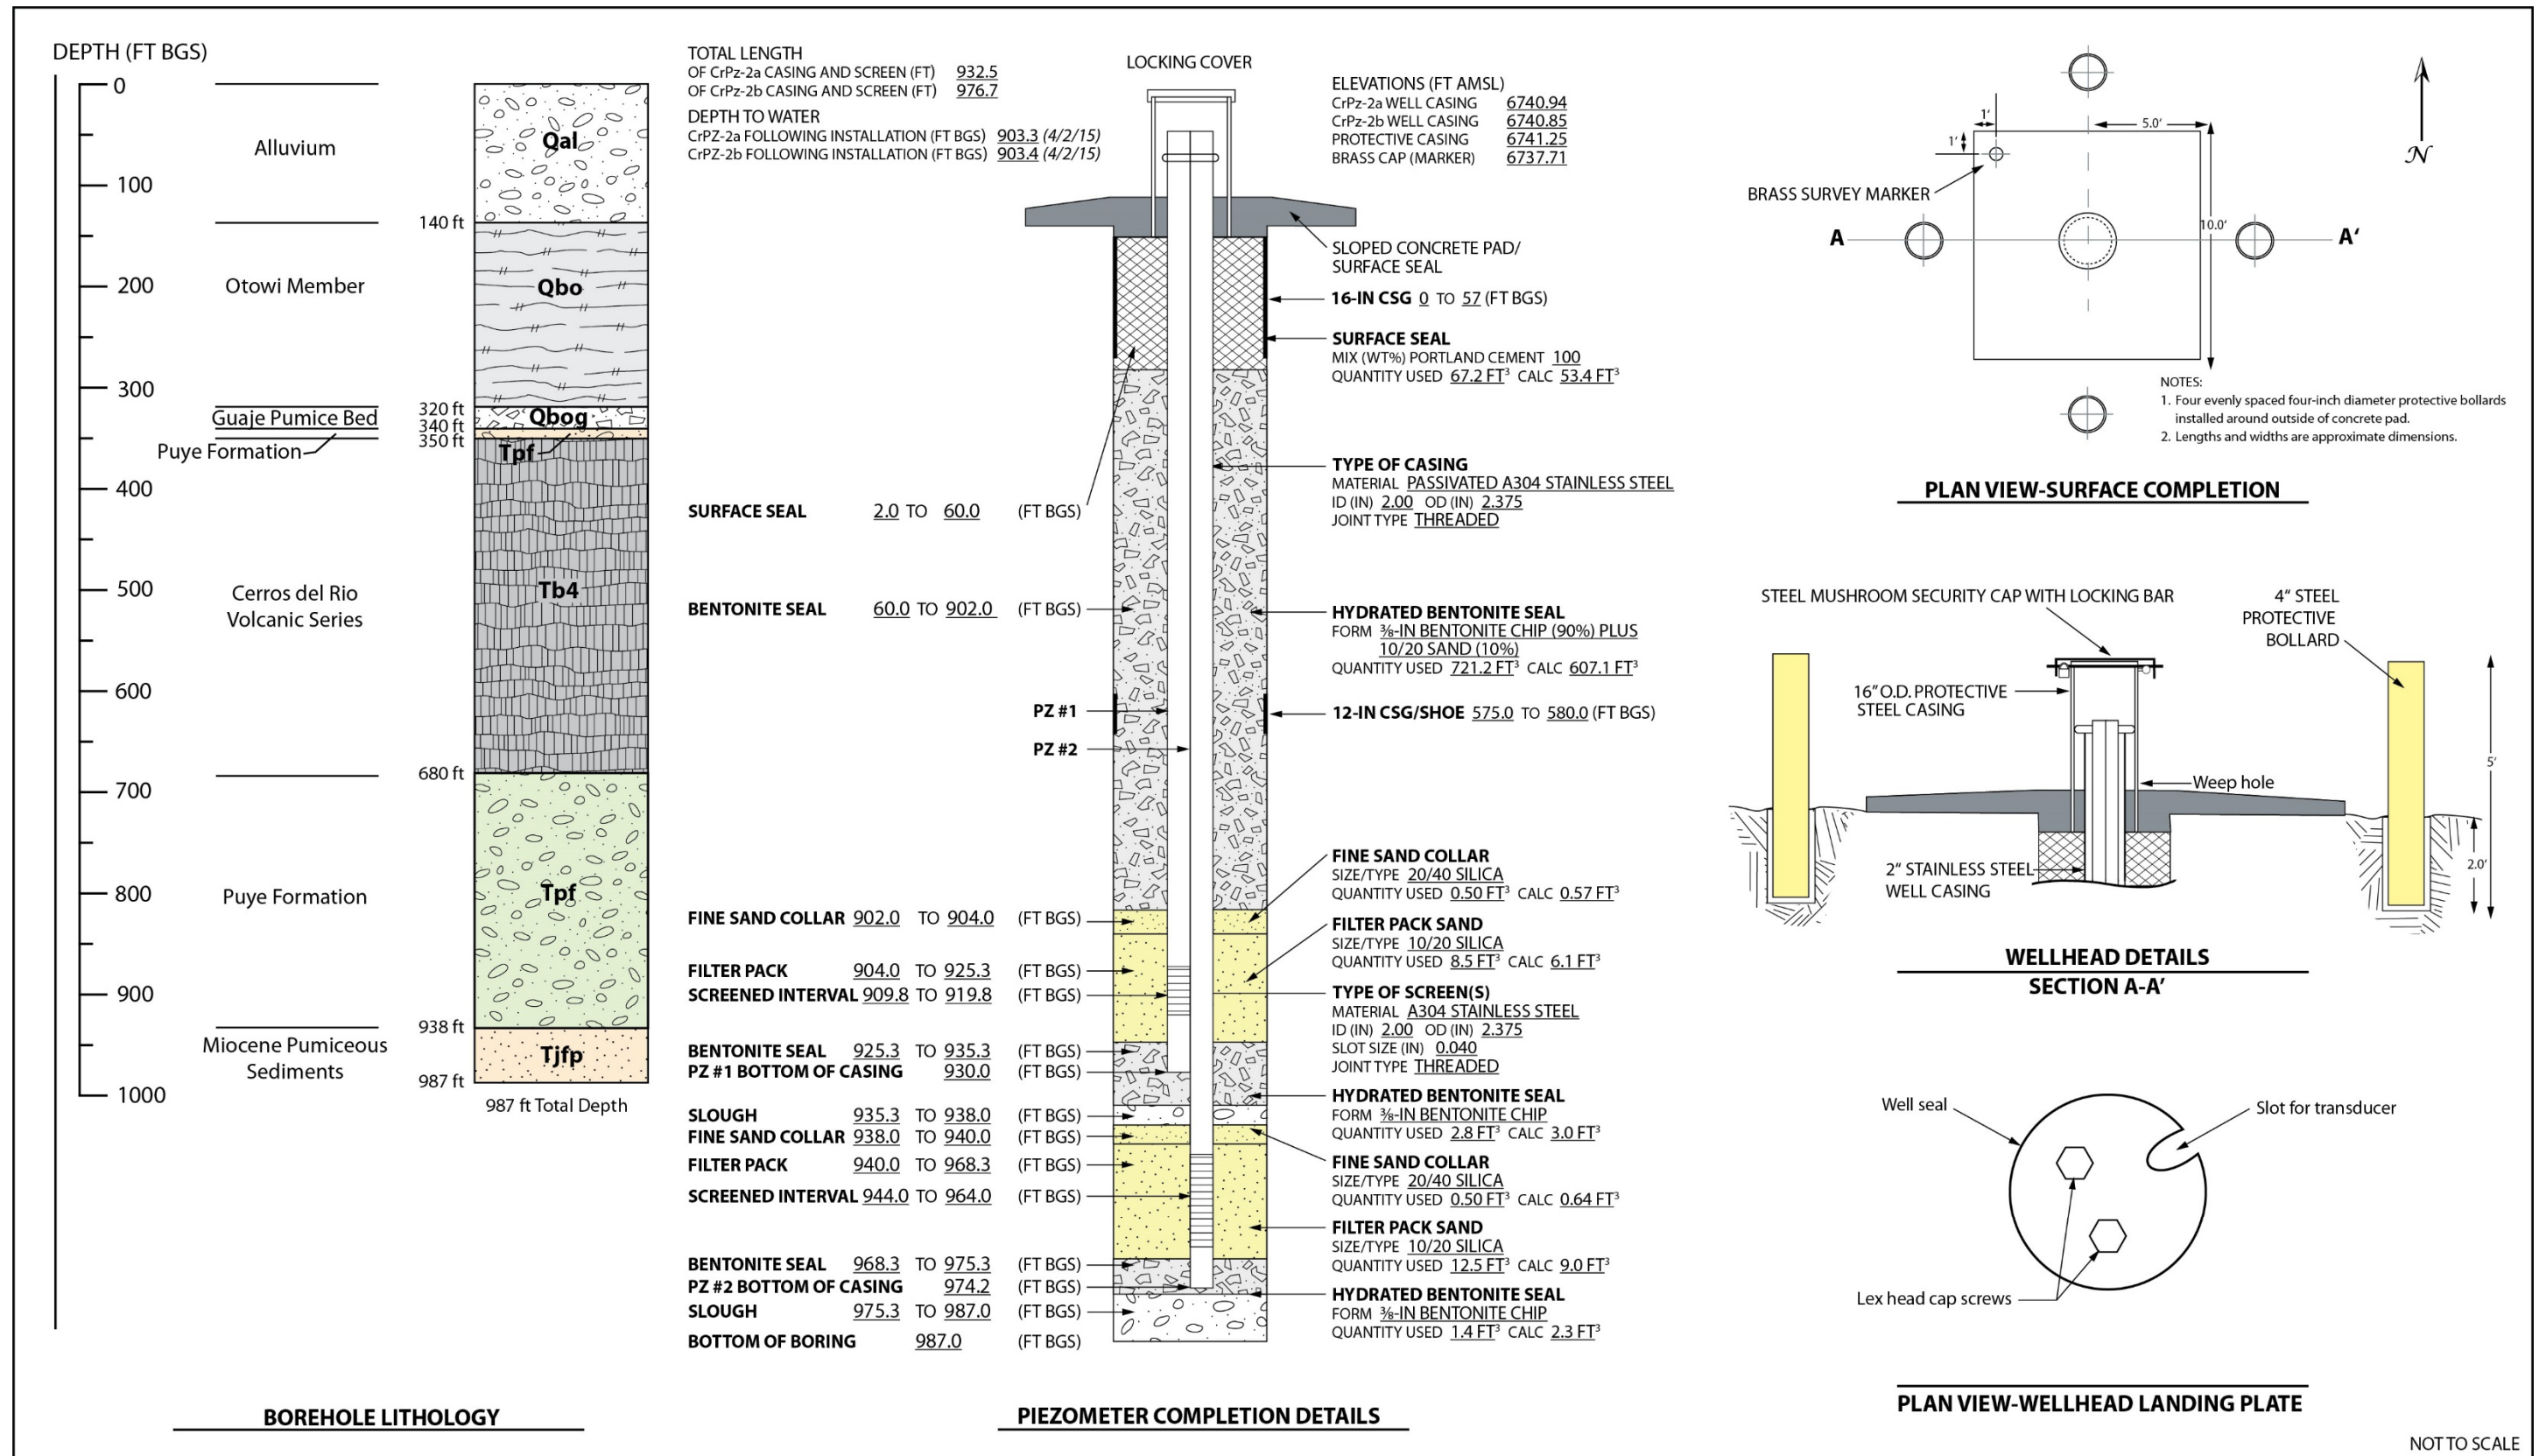 DEPTH (FT BGS)
0
100
200
300
400
500
600
700
800
900
1000
Alluvium
Otowi Member
Guaje Pumice Bed
Puye Formation
Cerros del Rio
Volcanic Series
Puye Formation
Miocene Pumiceous
Sediments
140 ft
320 ft
340 ft
350 ft
680 ft
938 ft
987 ft
Qal
Qbo
Qbog
Tpf
Tb4
Tpf
Tjfp
987 ft Total Depth
BOREHOLE LITHOLOGY
TOTAL LENGTH
OF CrPz-2a CASING AND SCREEN (FT) 932.5
OF CrPz-2b CASING AND SCREEN (FT) 976.7
DEPTH TO WATER
CrPZ-2a FOLLOWING INSTALLATION (FT BGS) 903.3 (4/2/15)
CrPZ-2b FOLLOWING INSTALLATION (FT BGS) 903.4 (4/2/15)
SURFACE SEAL 2.0 TO 60.0 (FT BGS)
BENTONITE SEAL 60.0 TO 902.0 (FT BGS)
PZ #1
PZ #2
FINE SAND COLLAR 902.0 TO 904.0 (FT BGS)
FILTER PACK 904.0 TO 925.3 (FT BGS)
SCREENED INTERVAL 909.8 TO 919.8 (FT BGS)
BENTONITE SEAL 925.3 TO 935.3 (FT BGS)
PZ #1 BOTTOM OF CASING 930.0 (FT BGS)
SLOUGH 935.3 TO 938.0 (FT BGS)
FINE SAND COLLAR 938.0 TO 940.0 (FT BGS)
FILTER PACK 940.0 TO 968.3 (FT BGS)
SCREENED INTERVAL 944.0 TO 964.0 (FT BGS)
BENTONITE SEAL 968.3 TO 975.3 (FT BGS)
PZ #2 BOTTOM OF CASING 974.2 (FT BGS)
SLOUGH 975.3 TO 987.0 (FT BGS)
BOTTOM OF BORING 987.0 (FT BGS)
LOCKING COVER
ELEVATIONS (FT AMSL)
CrPz-2a WELL CASING 6740.94
CrPz-2b WELL CASING 6740.85
PROTECTIVE CASING 6741.25
BRASS CAP (MARKER) 6737.71
SLOPED CONCRETE PAD/
SURFACE SEAL
16-IN CSG 0 TO 57 (FT BGS)
SURFACE SEAL
MIX (WT%) PORTLAND CEMENT 100
QUANTITY USED 67.2 FT³ CALC 53.4 FT³
TYPE OF CASING
MATERIAL PASSIVATED A304 STAINLESS STEEL
ID (IN) 2.00 OD (IN) 2.375
JOINT TYPE THREADED
HYDRATED BENTONITE SEAL
FORM ⅜-IN BENTONITE CHIP (90%) PLUS
10/20 SAND (10%)
QUANTITY USED 721.2 FT³ CALC 607.1 FT³
12-IN CSG/SHOE 575.0 TO 580.0 (FT BGS)
FINE SAND COLLAR
SIZE/TYPE 20/40 SILICA
QUANTITY USED 0.50 FT³ CALC 0.57 FT³
FILTER PACK SAND
SIZE/TYPE 10/20 SILICA
QUANTITY USED 8.5 FT³ CALC 6.1 FT³
TYPE OF SCREEN(S)
MATERIAL A304 STAINLESS STEEL
ID (IN) 2.00 OD (IN) 2.375
SLOT SIZE (IN) 0.040
JOINT TYPE THREADED
HYDRATED BENTONITE SEAL
FORM ⅜-IN BENTONITE CHIP
QUANTITY USED 2.8 FT³ CALC 3.0 FT³
FINE SAND COLLAR
SIZE/TYPE 20/40 SILICA
QUANTITY USED 0.50 FT³ CALC 0.64 FT³
FILTER PACK SAND
SIZE/TYPE 10/20 SILICA
QUANTITY USED 12.5 FT³ CALC 9.0 FT³
HYDRATED BENTONITE SEAL
FORM ⅜-IN BENTONITE CHIP
QUANTITY USED 1.4 FT³ CALC 2.3 FT³
PIEZOMETER COMPLETION DETAILS
1'
1'
5.0'
10.0'
N
BRASS SURVEY MARKER
A
A'
NOTES:
1. Four evenly spaced four-inch diameter protective bollards
installed around outside of concrete pad.
2. Lengths and widths are approximate dimensions.
PLAN VIEW-SURFACE COMPLETION
STEEL MUSHROOM SECURITY CAP WITH LOCKING BAR
4" STEEL
PROTECTIVE
BOLLARD
16" O.D. PROTECTIVE
STEEL CASING
Weep hole
5'
2.0'
2" STAINLESS STEEL
WELL CASING
WELLHEAD DETAILS
SECTION A-A'
Well seal
Slot for transducer
Lex head cap screws
PLAN VIEW-WELLHEAD LANDING PLATE
NOT TO SCALE